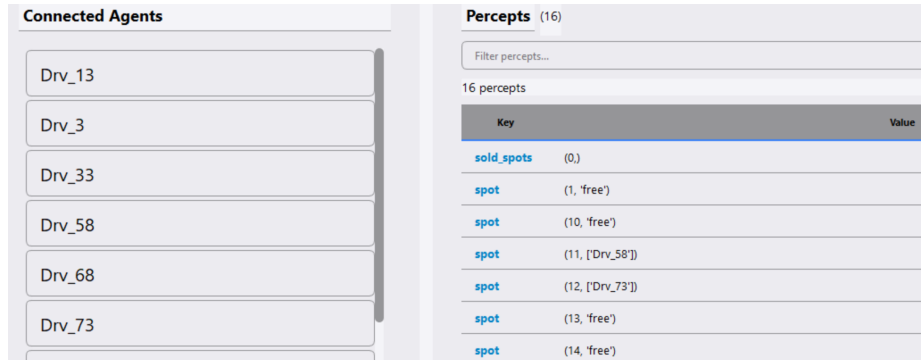 Connected Agents
Drv_13
Drv_3
Drv_33
Drv_58
Drv_68
Drv_73
Percepts (16)
Filter percepts...
16 percepts
Key Value
sold_spots (0,)
spot (1, 'free')
spot (10, 'free')
spot (11, ['Drv_58'])
spot (12, ['Drv_73'])
spot (13, 'free')
spot (14, 'free')